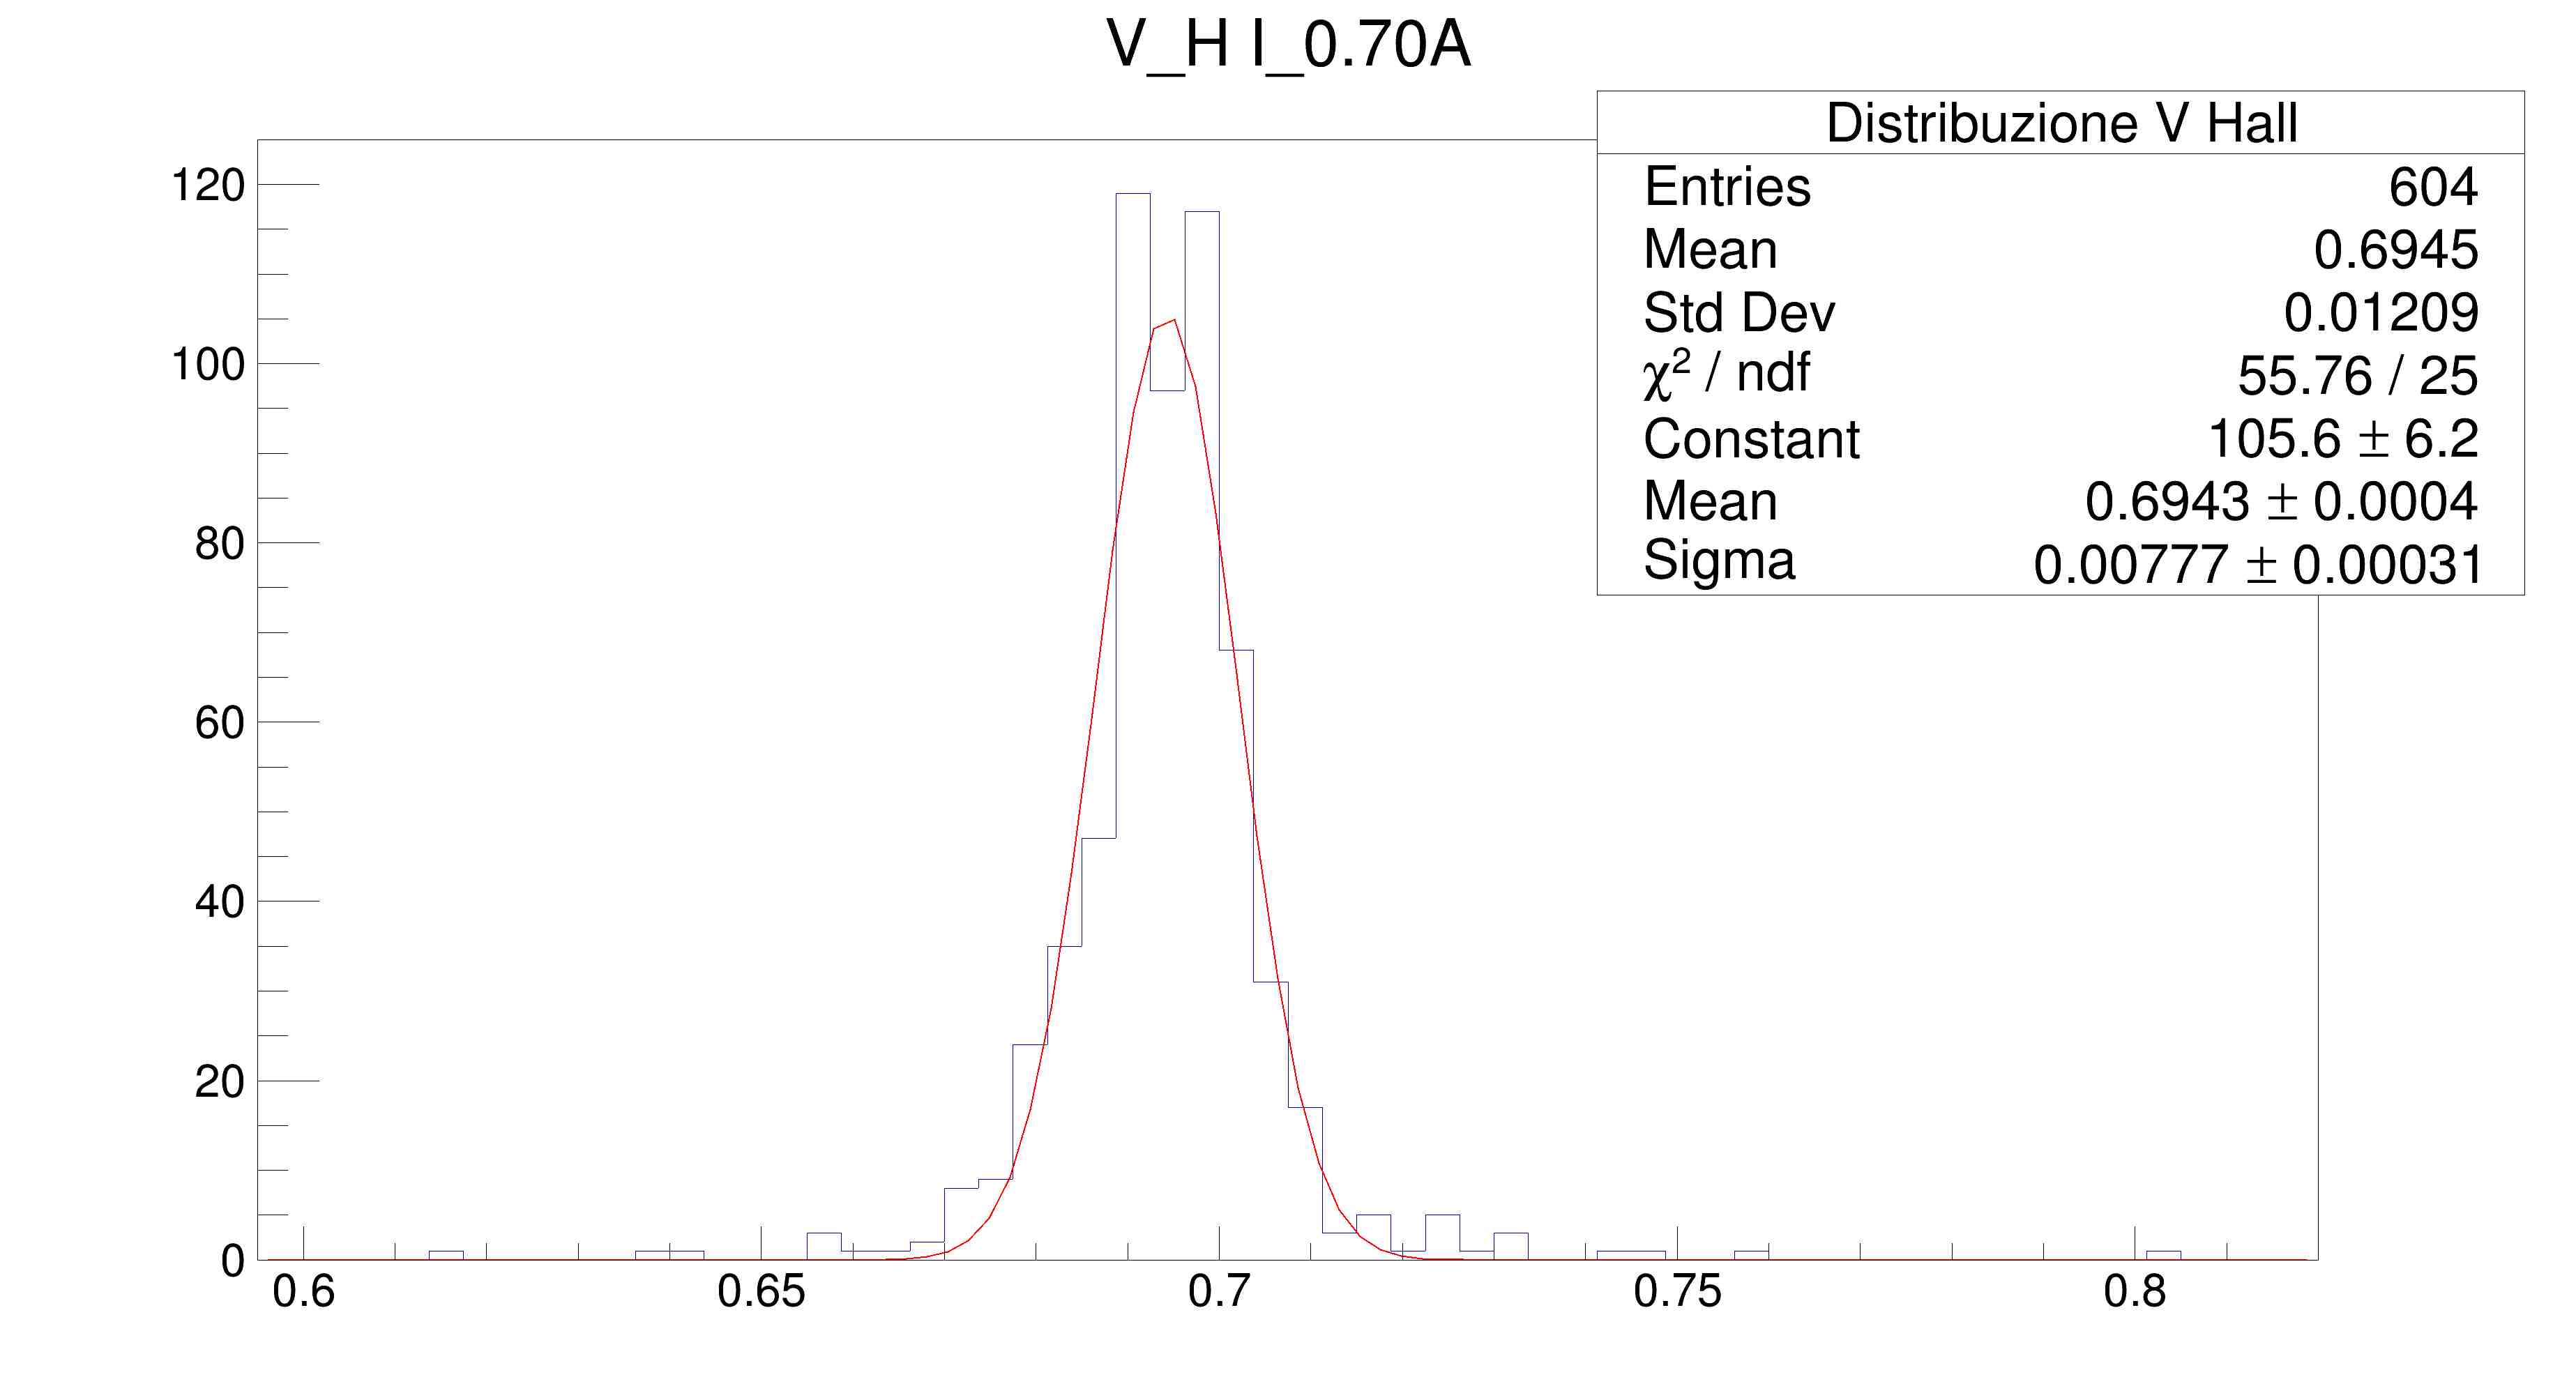 V_H I_0.70A
Distribuzione V Hall
Entries 604
Mean 0.6945
Std Dev 0.01209
χ² / ndf 55.76 / 25
Constant 105.6 ± 6.2
Mean 0.6943 ± 0.0004
Sigma 0.00777 ± 0.00031
120
100
80
60
40
20
0
0.6 0.65 0.7 0.75 0.8